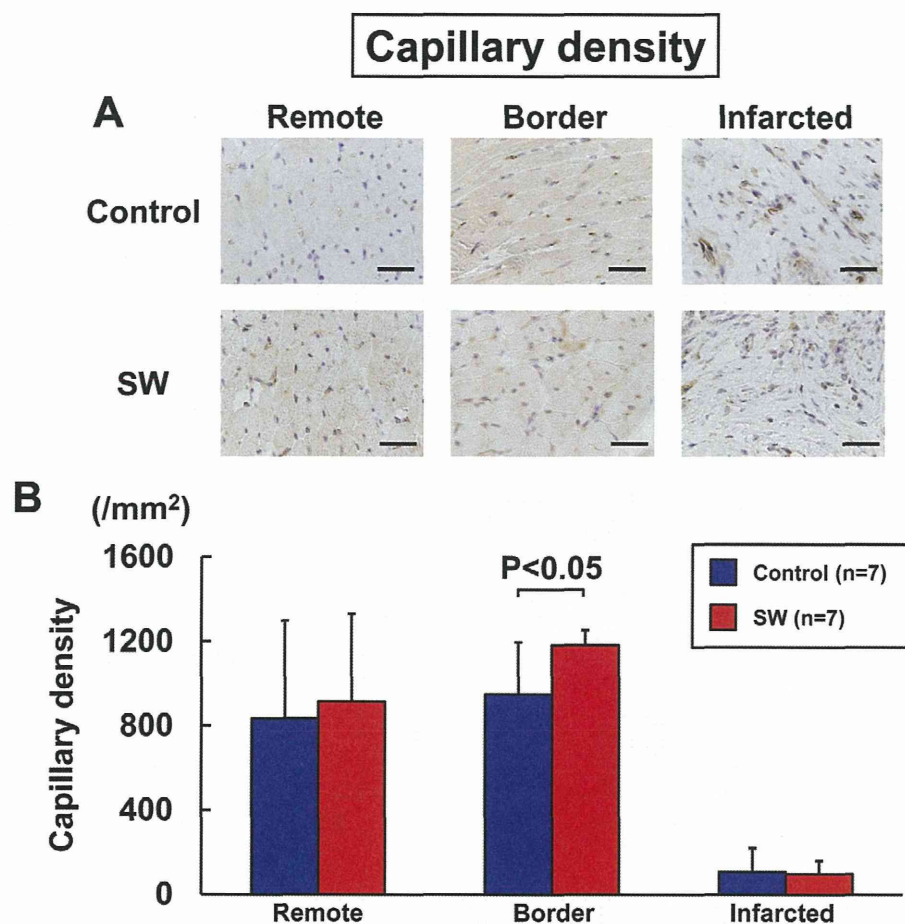 Capillary density
A
Remote Border Infarcted
Control
SW
B (/mm²)
1600
1200
800
400
0
Capillary density
P<0.05
Control (n=7)
SW (n=7)
Remote Border Infarcted